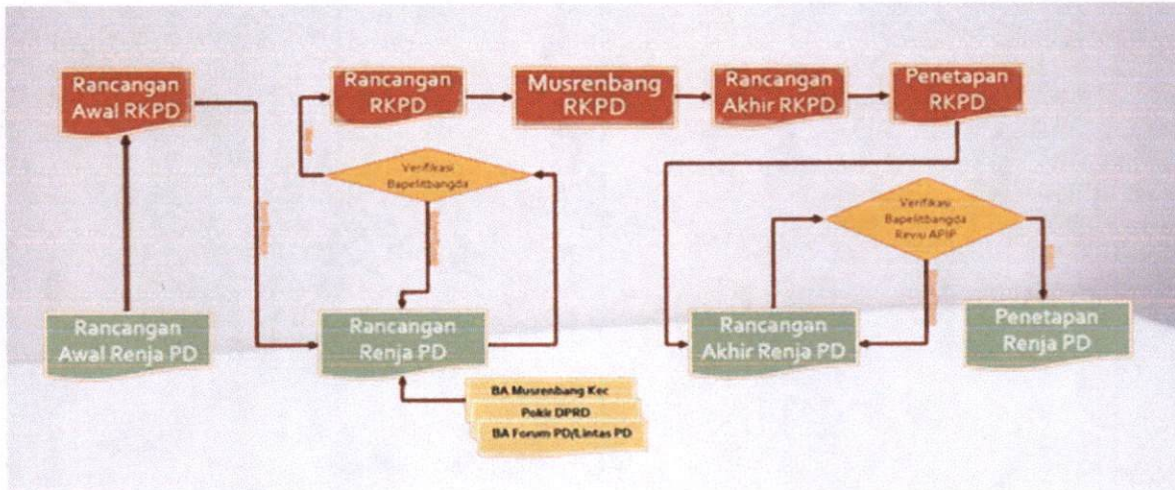 Rancangan
Awal RKPD
Rancangan
RKPD
Musrenbang
RKPD
Rancangan
Akhir RKPD
Penetapan
RKPD
Verifikasi
Bapelitbangda
Verifikasi
Bapelitbangda
Reviu APIP
Rancangan
Awal Renja PD
Rancangan
Renja PD
Rancangan
Akhir Renja PD
Penetapan
Renja PD
BA Musrenbang Kec
Pokir DPRD
BA Forum PD/Lintas PD